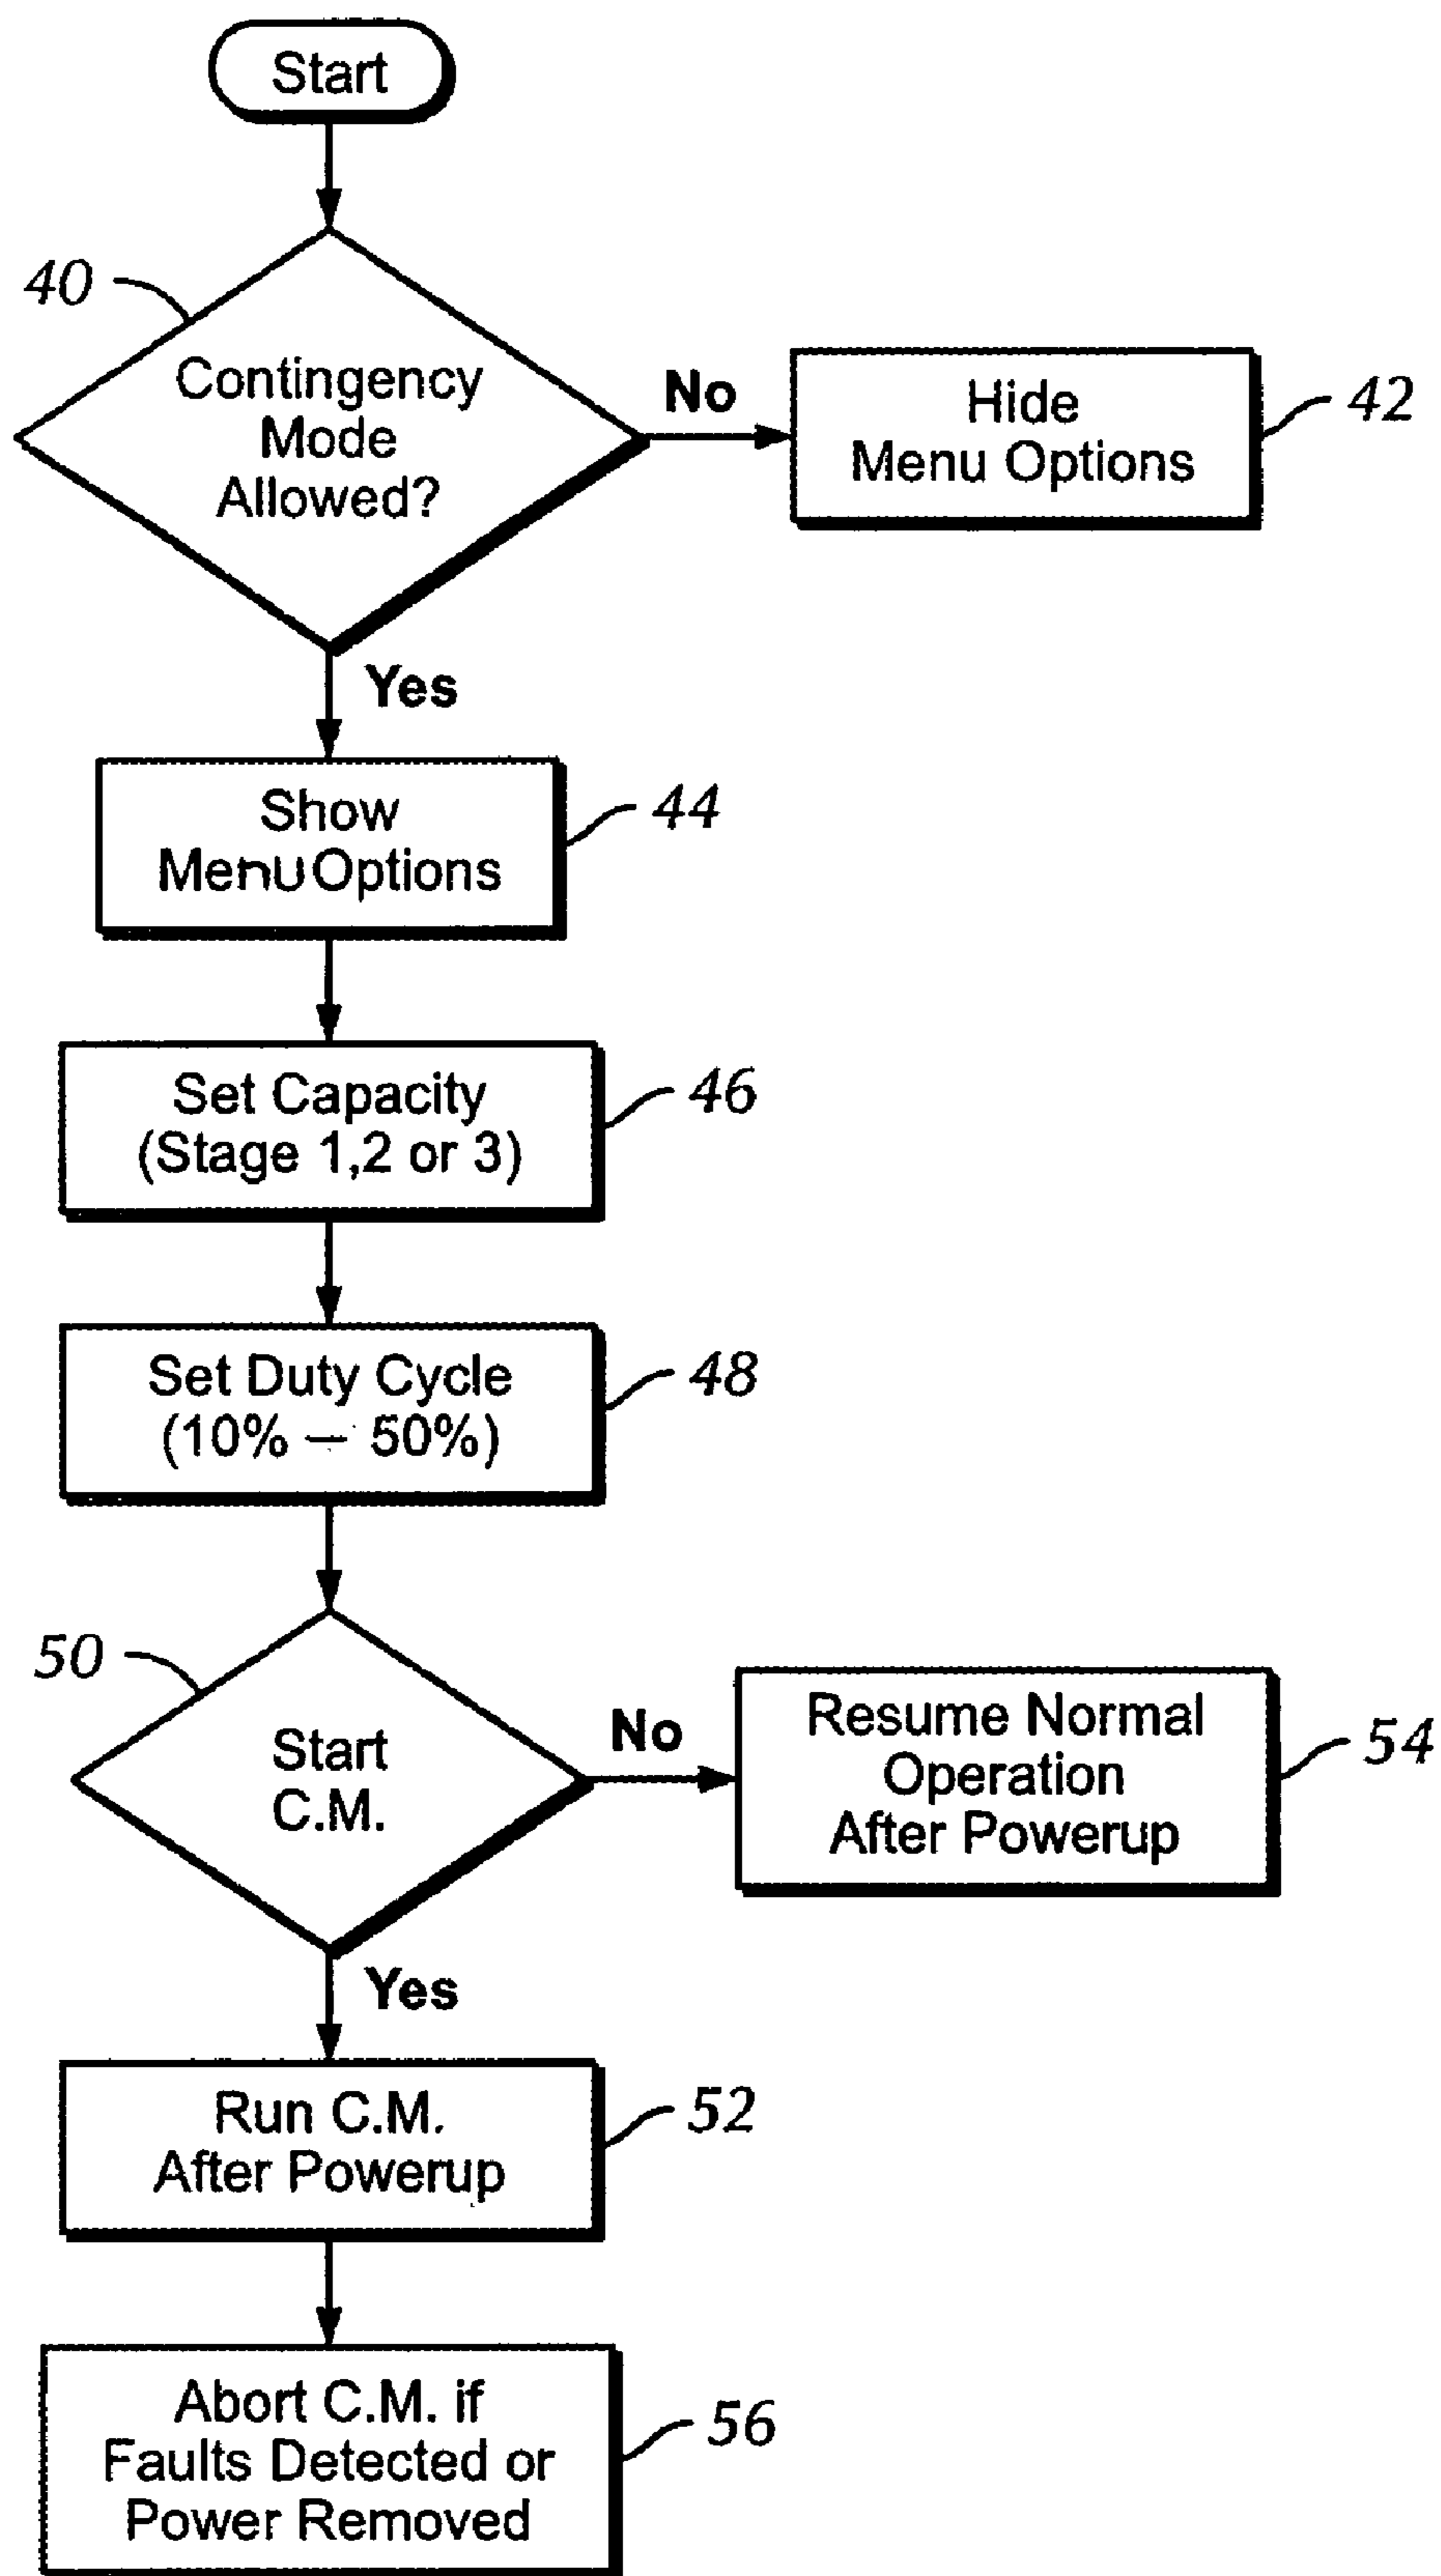 Start
40
Contingency
Mode
Allowed?
No
Hide
Menu Options
42
Yes
Show
Menu Options
44
Set Capacity
(Stage 1,2 or 3)
46
Set Duty Cycle
(10% – 50%)
48
50
Start
C.M.
No
Resume Normal
Operation
After Powerup
54
Yes
Run C.M.
After Powerup
52
Abort C.M. if
Faults Detected or
Power Removed
56